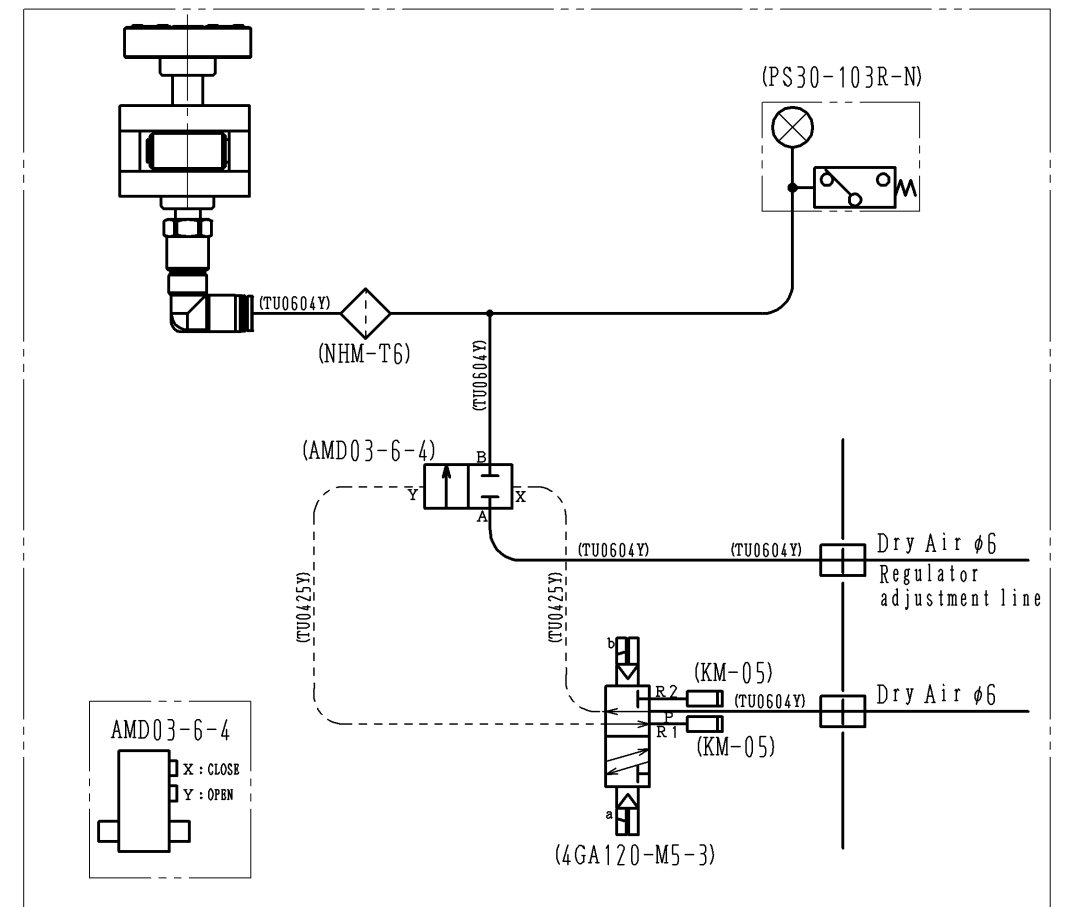 (PS30-103R-N)
(TU0604Y)
(NHM-T6)
(TU0604Y)
(AMD03-6-4)
B
Y
X
A
(TU0604Y)
(TU0604Y)
Dry Air φ6
Regulator
adjustment line
(TU0425Y)
(TU0425Y)
b
(KM-05)
R2
(TU0604Y)
Dry Air φ6
P
R1
(KM-05)
a
(4GA120-M5-3)
AMD03-6-4
X : CLOSE
Y : OPEN